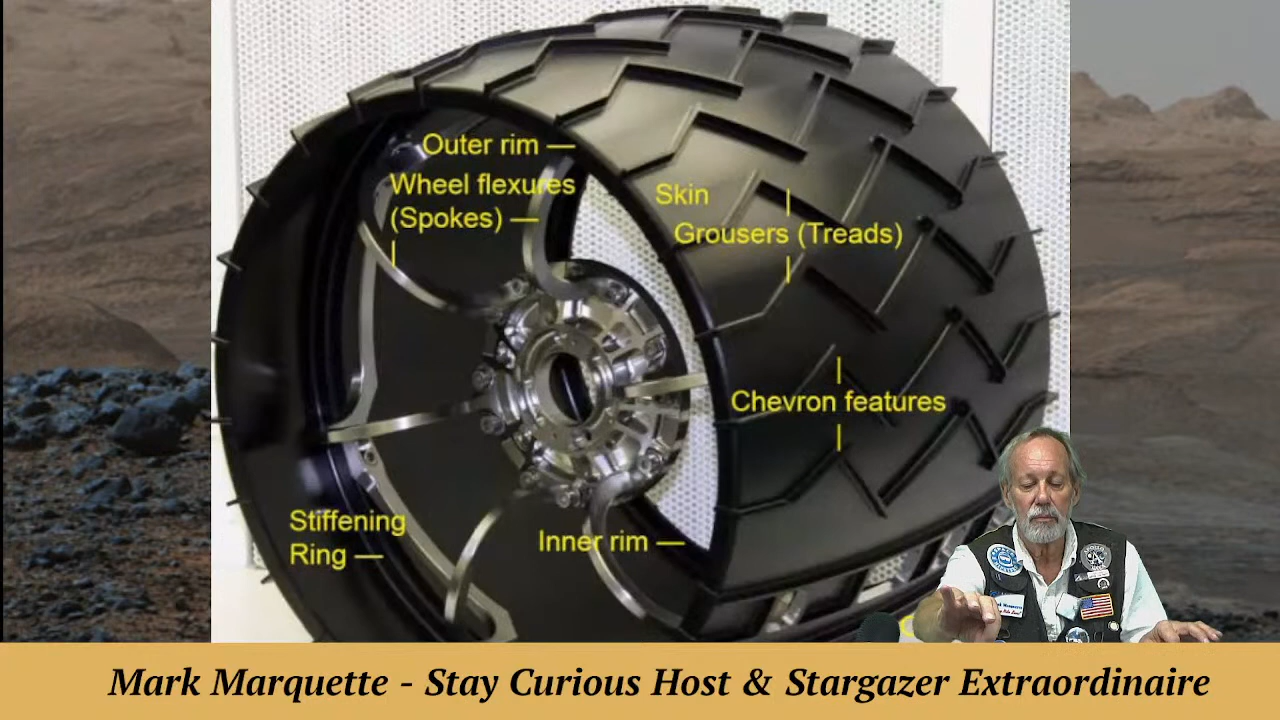 Outer rim
Wheel flexures
(Spokes)
Skin
Grousers (Treads)
Chevron features
Stiffening
Ring
Inner rim
Mark Marquette - Stay Curious Host & Stargazer Extraordinaire